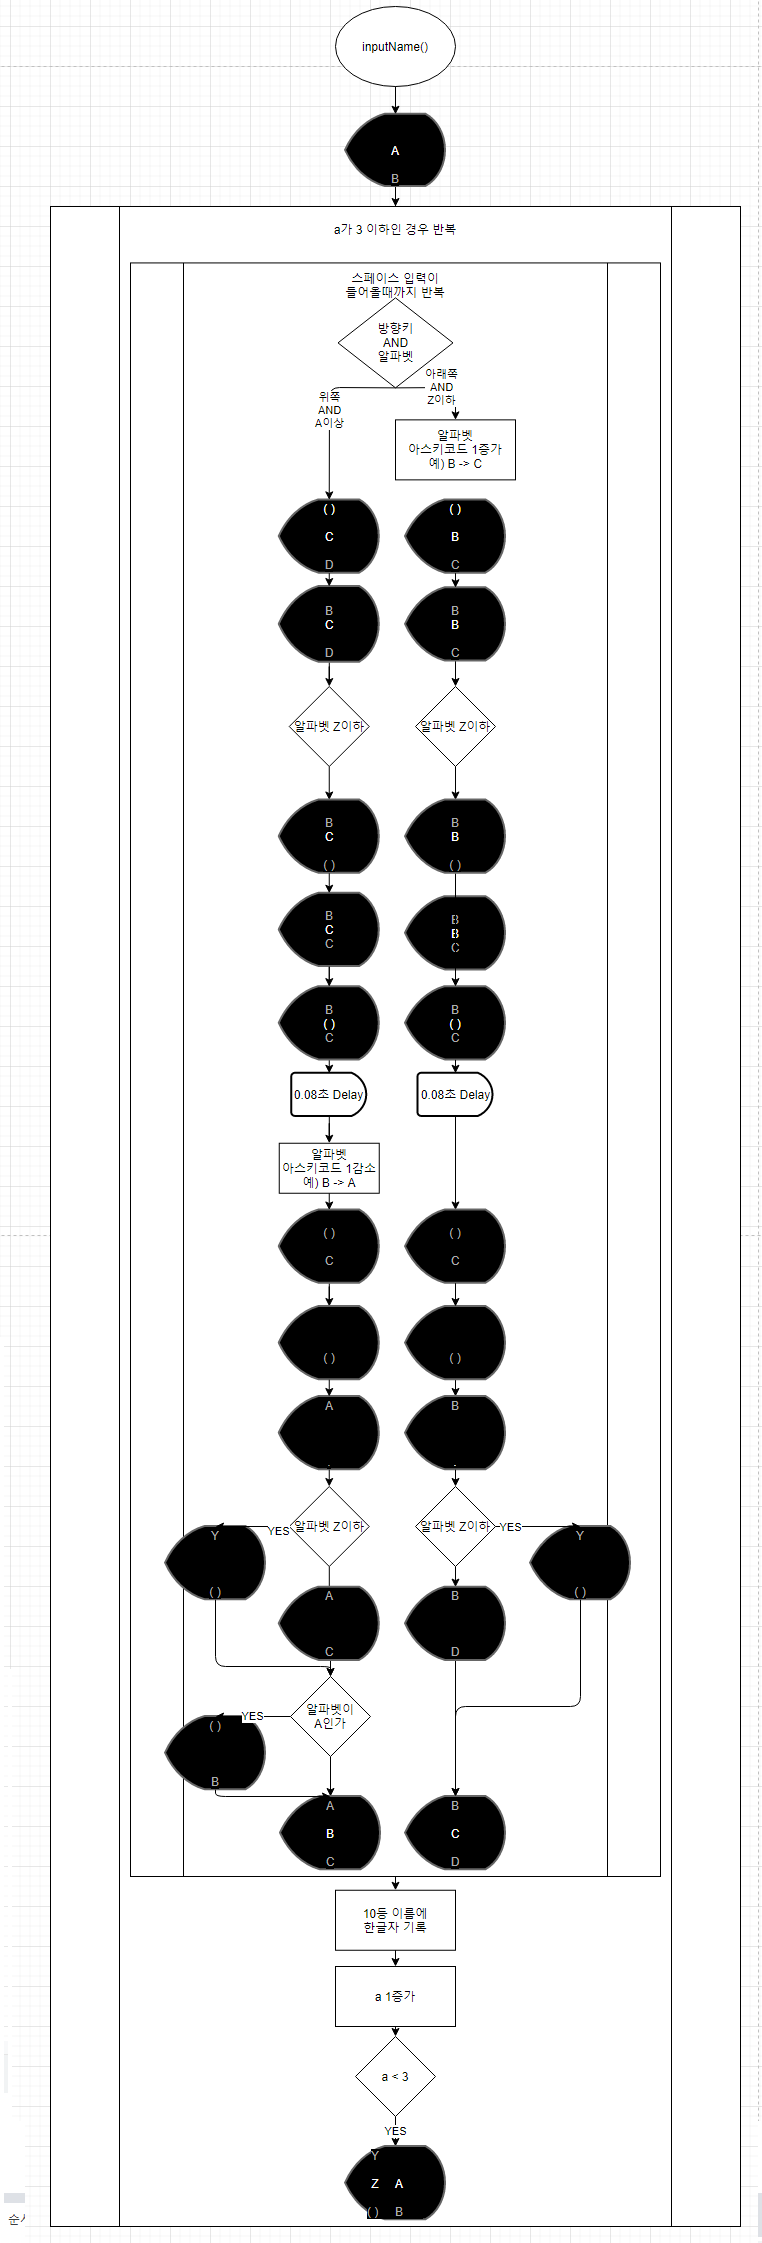 inputName()
A
B
a가 3 이하인 경우 반복
스페이스 입력이
들어올때까지 반복
방향키
AND
알파벳
위쪽
AND
A이상
아래쪽
AND
Z이하
알파벳
아스키코드 1증가
예) B -> C
( )
C
D
( )
B
C
B
C
D
B
B
C
알파벳 Z이하
알파벳 Z이하
B
C
( )
B
B
( )
B
C
C
B
B
C
B
( )
C
B
( )
C
0.08초 Delay
0.08초 Delay
알파벳
아스키코드 1감소
예) B -> A
( )
C
( )
C
( )
( )
A
B
알파벳 Z이하
YES
Y
( )
알파벳 Z이하
YES
Y
( )
A
C
B
D
알파벳이
A인가
YES
( )
B
A
B
C
B
C
D
10등 이름에
한글자 기록
a 1증가
a < 3
YES
Y
Z A
( ) B